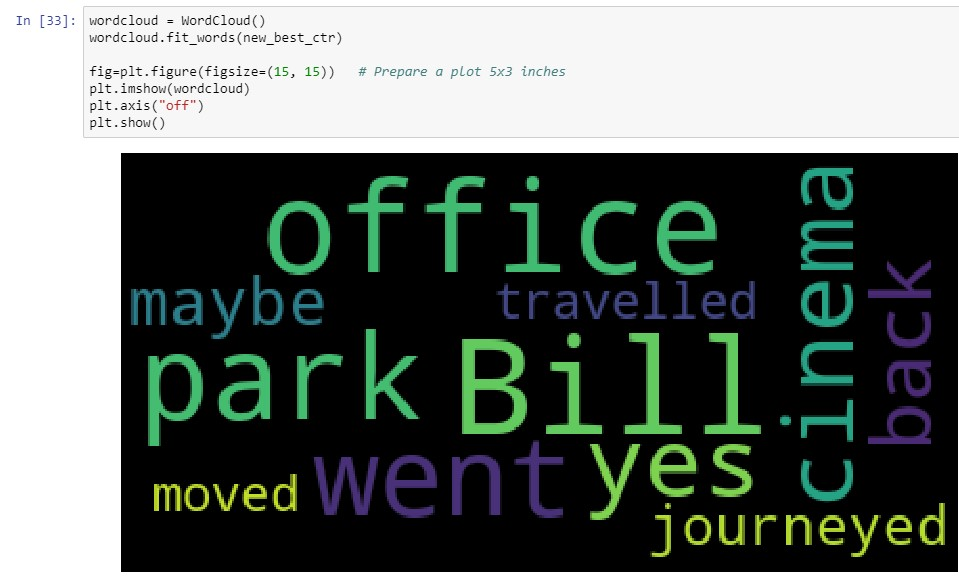 In [33]: wordcloud = WordCloud()
wordcloud.fit_words(new_best_ctr)
fig=plt.figure(figsize=(15, 15))   # Prepare a plot 5x3 inches
plt.imshow(wordcloud)
plt.axis("off")
plt.show()
office
cinema
back
maybe
travelled
park
Bill
went
yes
moved
journeyed